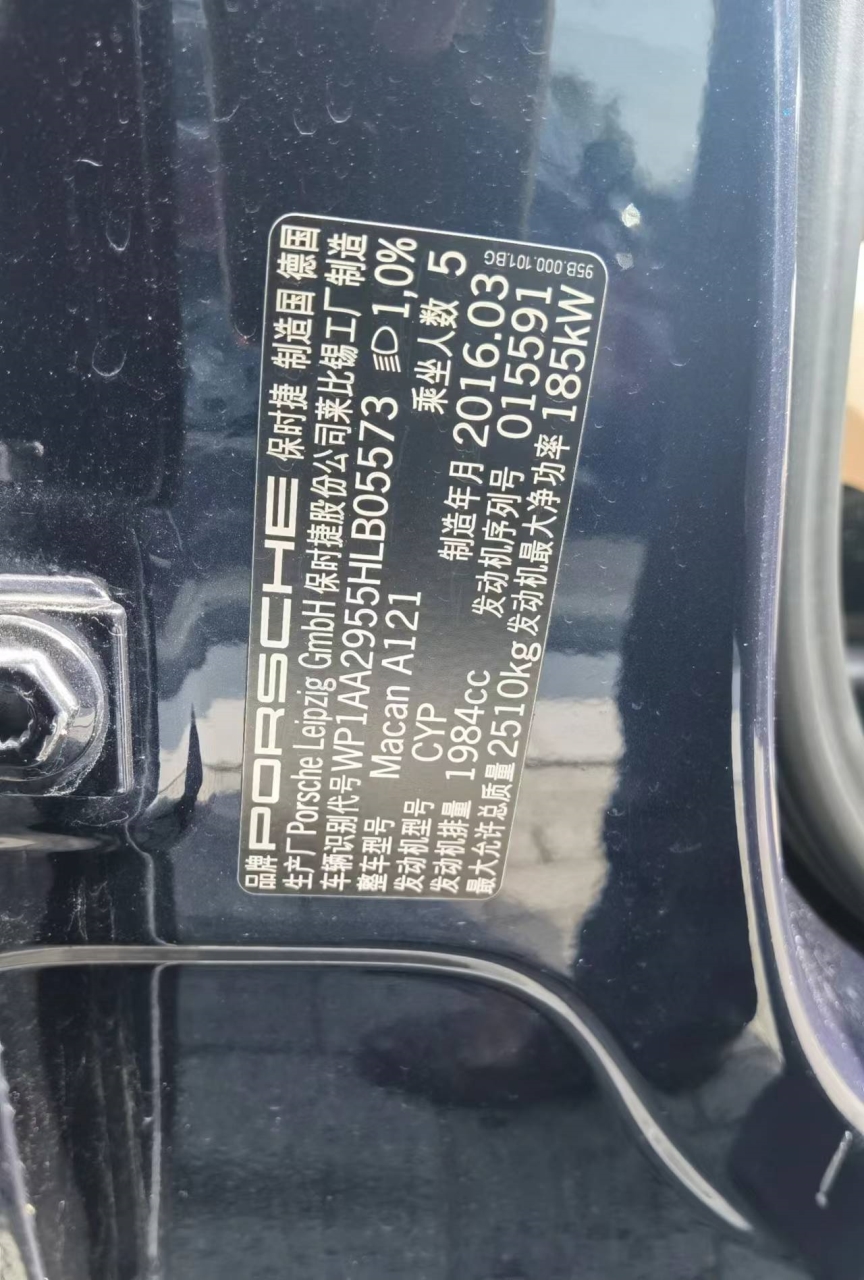 品牌 PORSCHE 保时捷 制造国 德国
生产厂 Porsche Leipzig GmbH 保时捷股份公司莱比锡工厂制造
车辆识别代号 WP1AA2955HLB05573 1,0%
整车型号 Macan A121 乘坐人数 5
发动机型号 CYP 制造年月 2016.03
发动机排量 1984cc 发动机序列号 015591
最大允许总质量 2510kg 发动机最大净功率 185kW
95B.000.101.BG